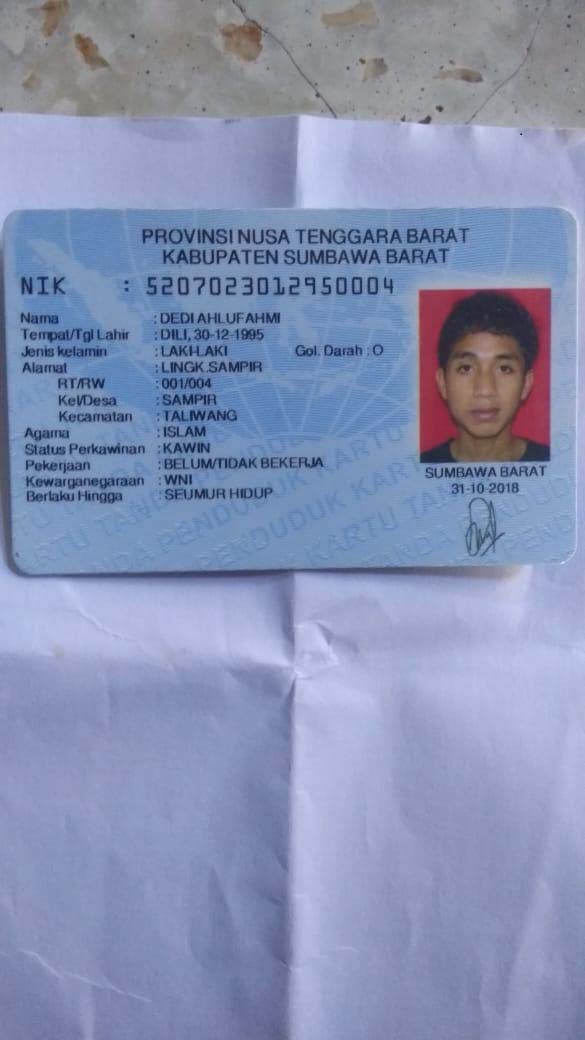 PROVINSI NUSA TENGGARA BARAT
KABUPATEN SUMBAWA BARAT
NIK : 5207023012950004
Nama : DEDI AHLUFAHMI
Tempat/Tgl Lahir : DILI, 30-12-1995
Jenis kelamin : LAKI-LAKI Gol. Darah : O
Alamat : LINGK.SAMPIR
RT/RW : 001/004
Kel/Desa : SAMPIR
Kecamatan : TALIWANG
Agama : ISLAM
Status Perkawinan : KAWIN
Pekerjaan : BELUM/TIDAK BEKERJA
Kewarganegaraan : WNI
Berlaku Hingga : SEUMUR HIDUP
SUMBAWA BARAT
31-10-2018
KARTU TANDA PENDUDUK KARTU TANDA PENDUDUK